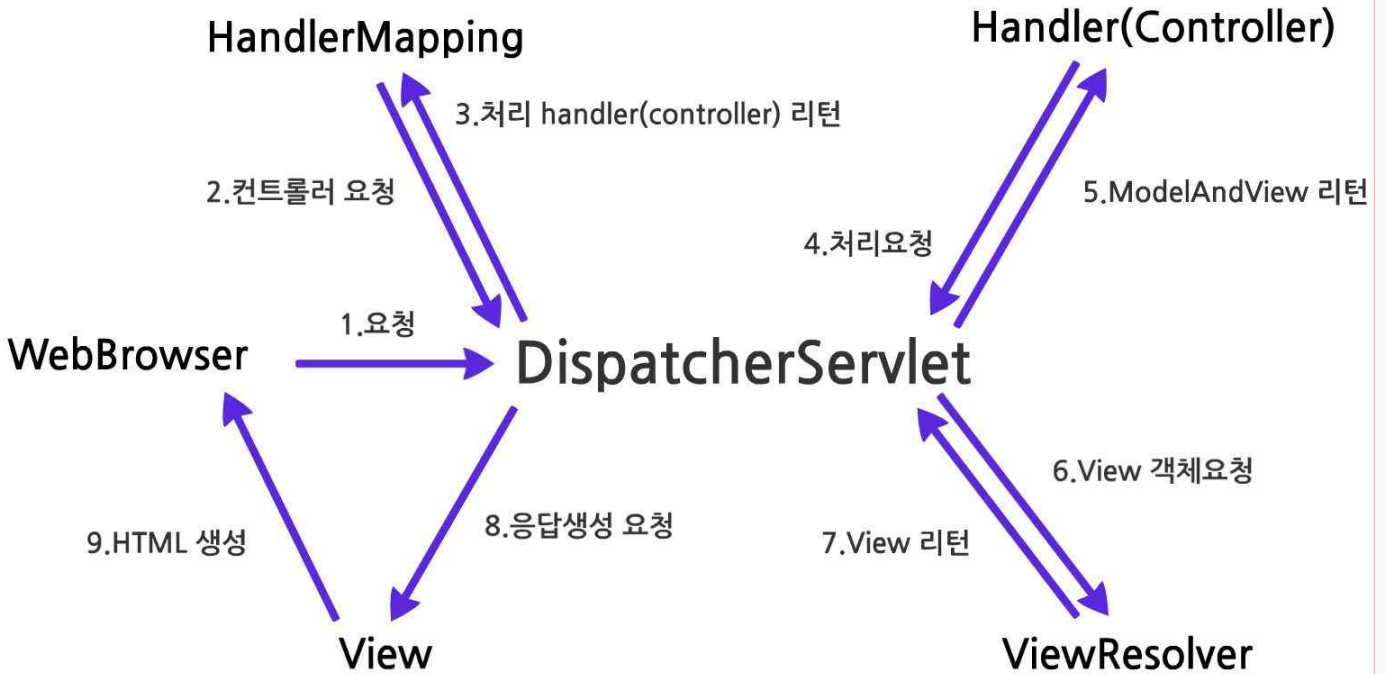 HandlerMapping
Handler(Controller)
3.처리 handler(controller) 리턴
2.컨트롤러 요청
5.ModelAndView 리턴
4.처리요청
1.요청
WebBrowser
DispatcherServlet
6.View 객체요청
8.응답생성 요청
9.HTML 생성
7.View 리턴
View
ViewResolver